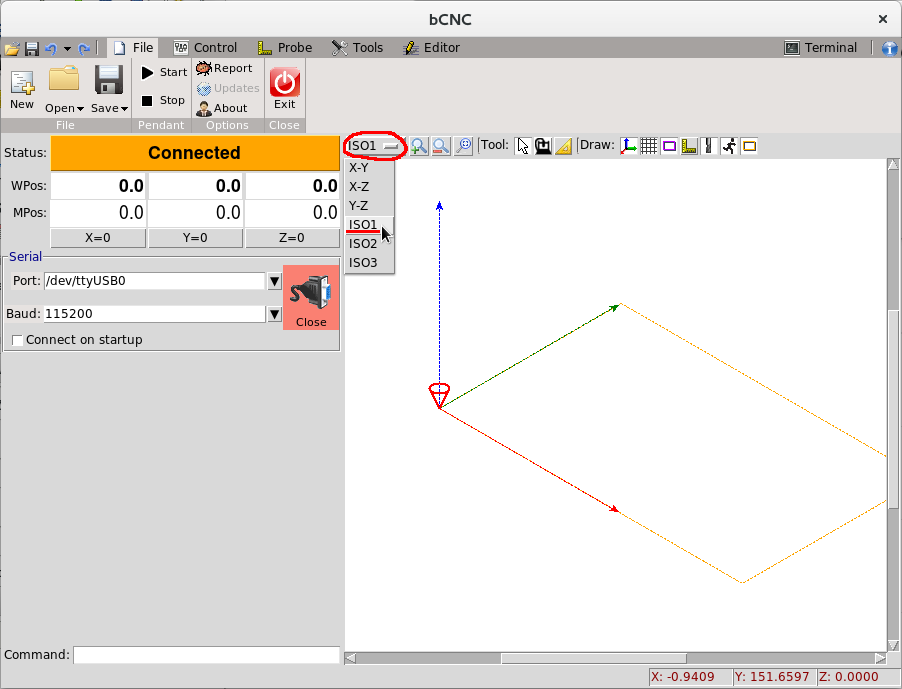 bCNC
File Control Probe Tools Editor Terminal
New Open Save Start Stop Report Updates About Exit
File Pendant Options Close
Status: Connected
WPos: 0.0 0.0 0.0
MPos: 0.0 0.0 0.0
X=0 Y=0 Z=0
Serial
Port: /dev/ttyUSB0
Baud: 115200
Close
Connect on startup
Command:
ISO1 Tool: Draw:
X-Y
X-Z
Y-Z
ISO1
ISO2
ISO3
X: -0.9409 Y: 151.6597 Z: 0.0000